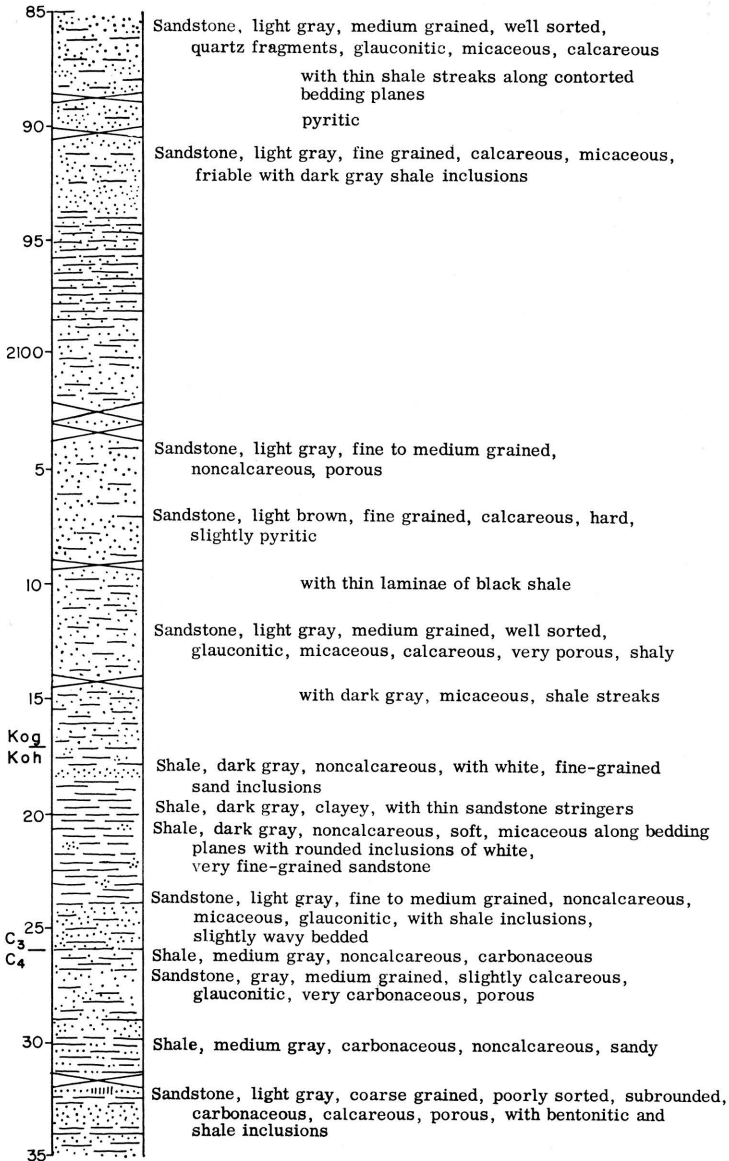 85
Sandstone, light gray, medium grained, well sorted,
quartz fragments, glauconitic, micaceous, calcareous
with thin shale streaks along contorted
bedding planes
pyritic
90
Sandstone, light gray, fine grained, calcareous, micaceous,
friable with dark gray shale inclusions
95
2100
Sandstone, light gray, fine to medium grained,
noncalcareous, porous
5
Sandstone, light brown, fine grained, calcareous, hard,
slightly pyritic
10
with thin laminae of black shale
Sandstone, light gray, medium grained, well sorted,
glauconitic, micaceous, calcareous, very porous, shaly
15
with dark gray, micaceous, shale streaks
Kog
Koh
Shale, dark gray, noncalcareous, with white, fine-grained
sand inclusions
Shale, dark gray, clayey, with thin sandstone stringers
20
Shale, dark gray, noncalcareous, soft, micaceous along bedding
planes with rounded inclusions of white,
very fine-grained sandstone
Sandstone, light gray, fine to medium grained, noncalcareous,
micaceous, glauconitic, with shale inclusions,
25
slightly wavy bedded
C3
C4
Shale, medium gray, noncalcareous, carbonaceous
Sandstone, gray, medium grained, slightly calcareous,
glauconitic, very carbonaceous, porous
30
Shale, medium gray, carbonaceous, noncalcareous, sandy
Sandstone, light gray, coarse grained, poorly sorted, subrounded,
carbonaceous, calcareous, porous, with bentonitic and
shale inclusions
35